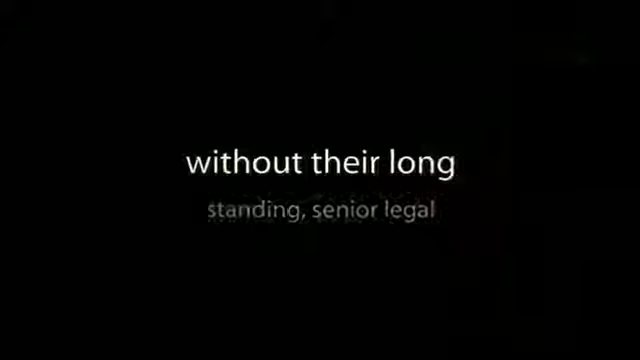 without their long
standing, senior legal